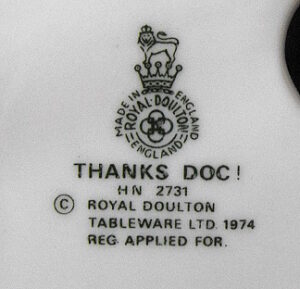 MADE IN ENGLAND
ROYAL·DOULTON
ENGLAND
THANKS DOC!
HN 2731
© ROYAL DOULTON
TABLEWARE LTD. 1974
REG. APPLIED FOR.